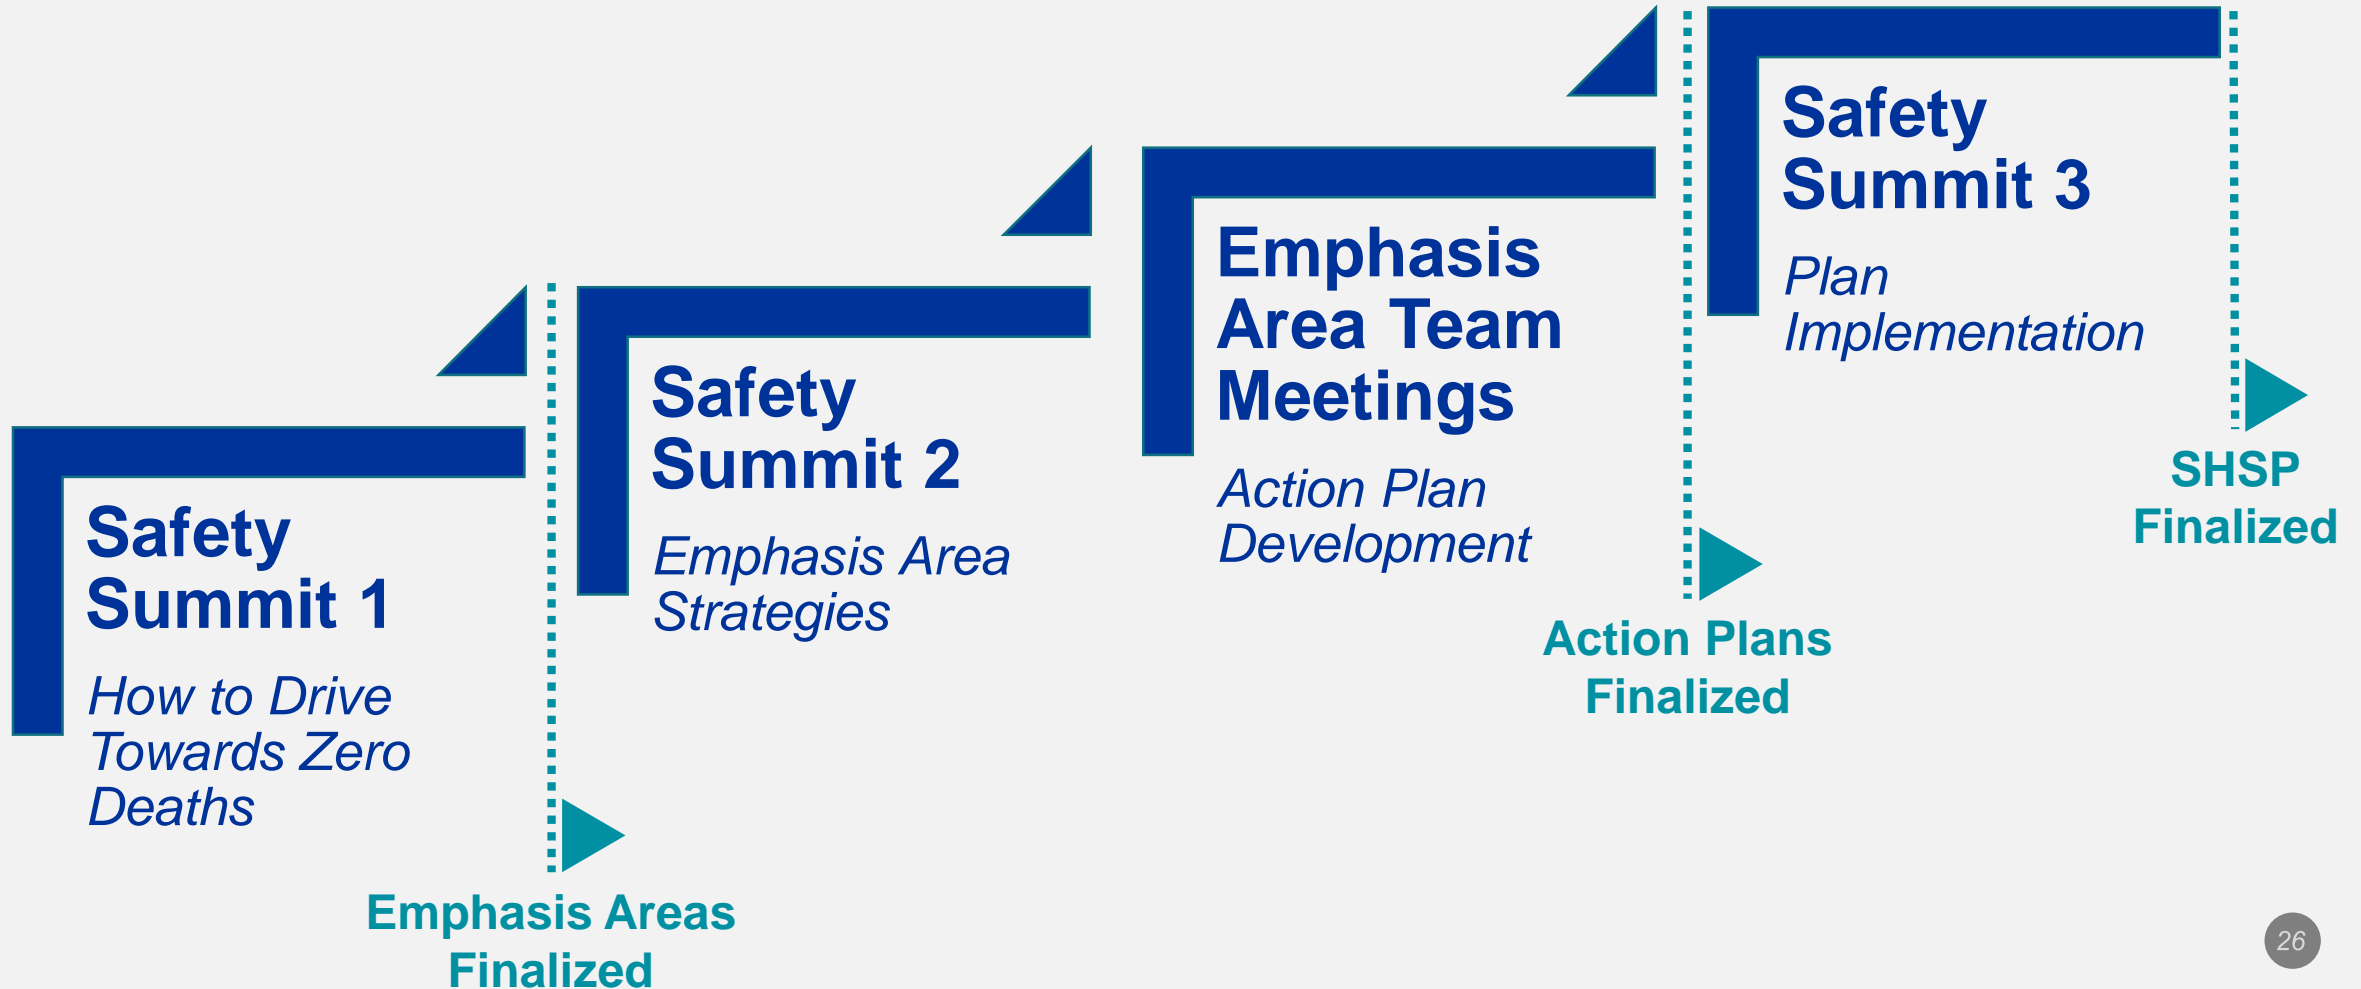 Safety
Summit 1
How to Drive
Towards Zero
Deaths
Emphasis Areas
Finalized
Safety
Summit 2
Emphasis Area
Strategies
Emphasis
Area Team
Meetings
Action Plan
Development
Action Plans
Finalized
Safety
Summit 3
Plan
Implementation
SHSP
Finalized
26